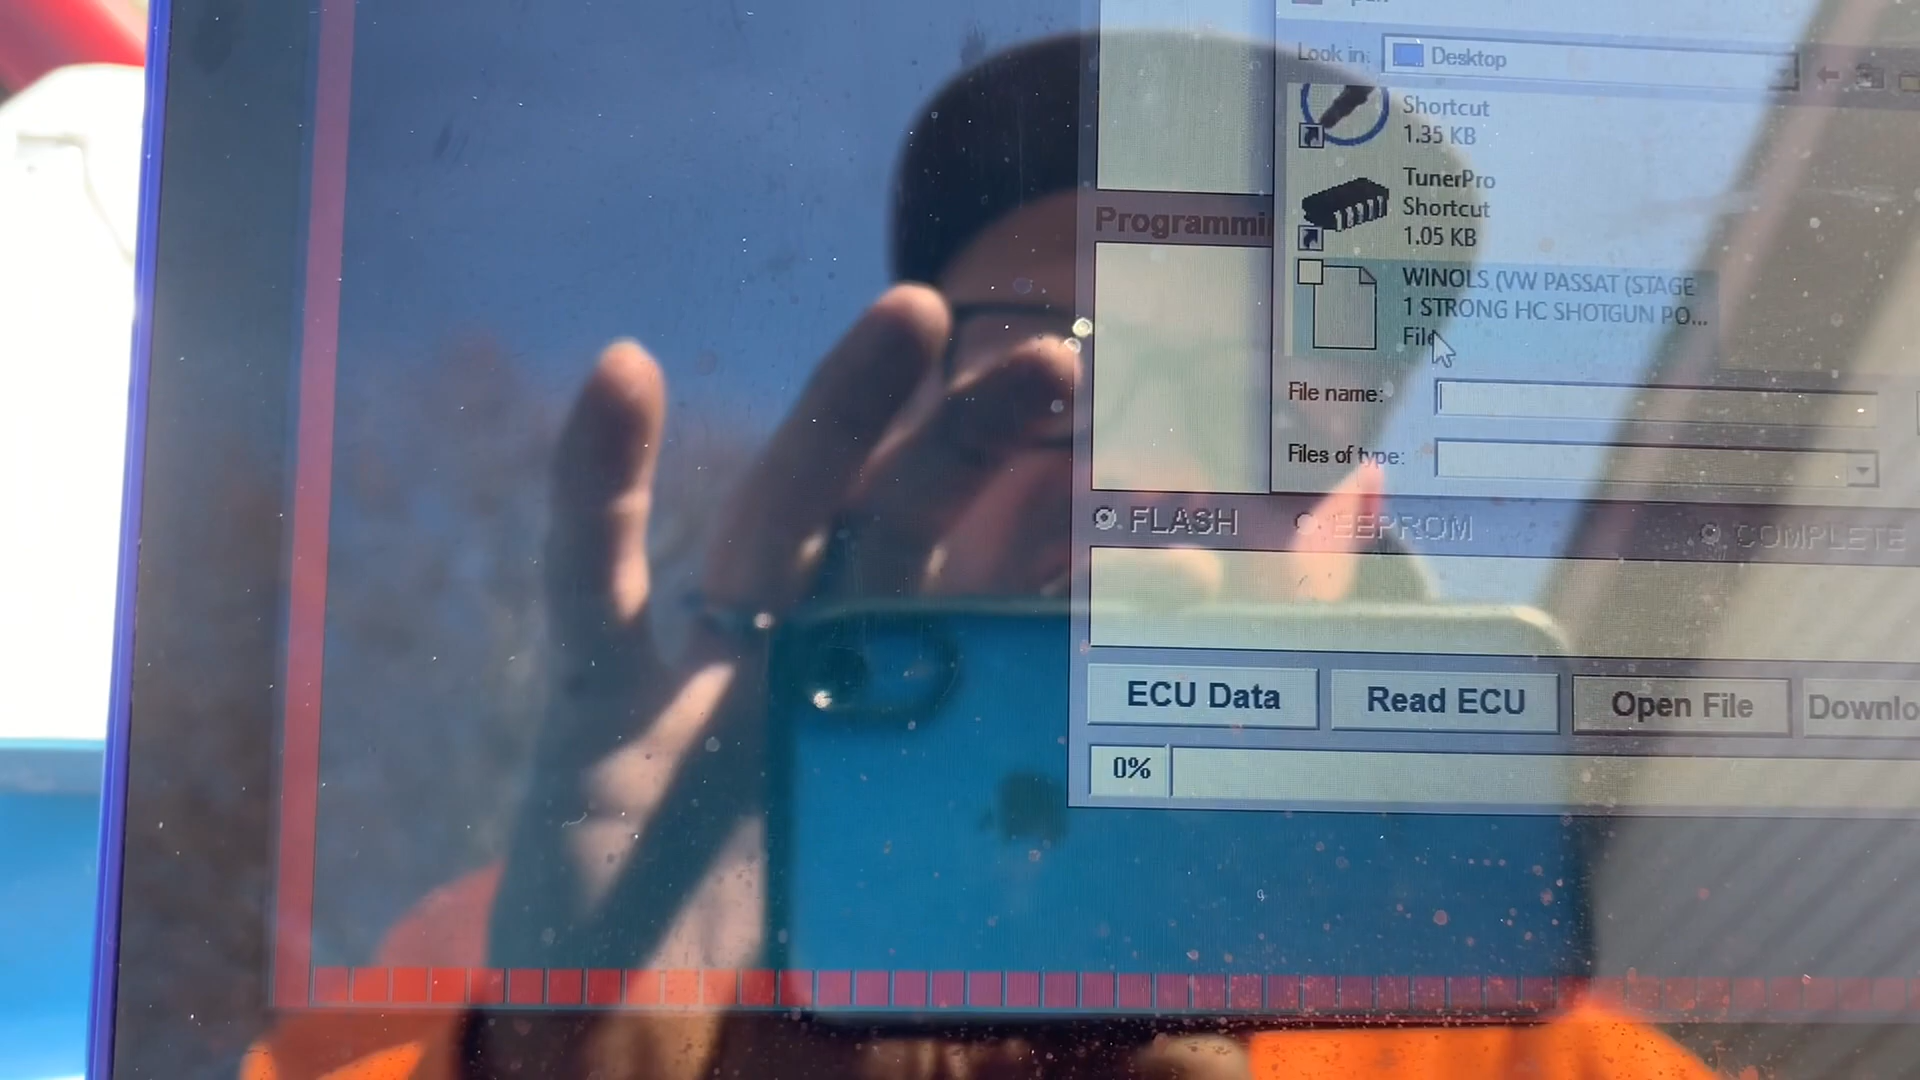 Look in:
Desktop
Shortcut
1.35 KB
TunerPro
Shortcut
1.05 KB
WINOLS (VW PASSAT (STAGE
1 STRONG HC SHOTGUN PO...
File
File name:
Files of type:
Programmi
FLASH
EEPROM
COMPLETE
ECU Data
Read ECU
Open File
Downlo
0%